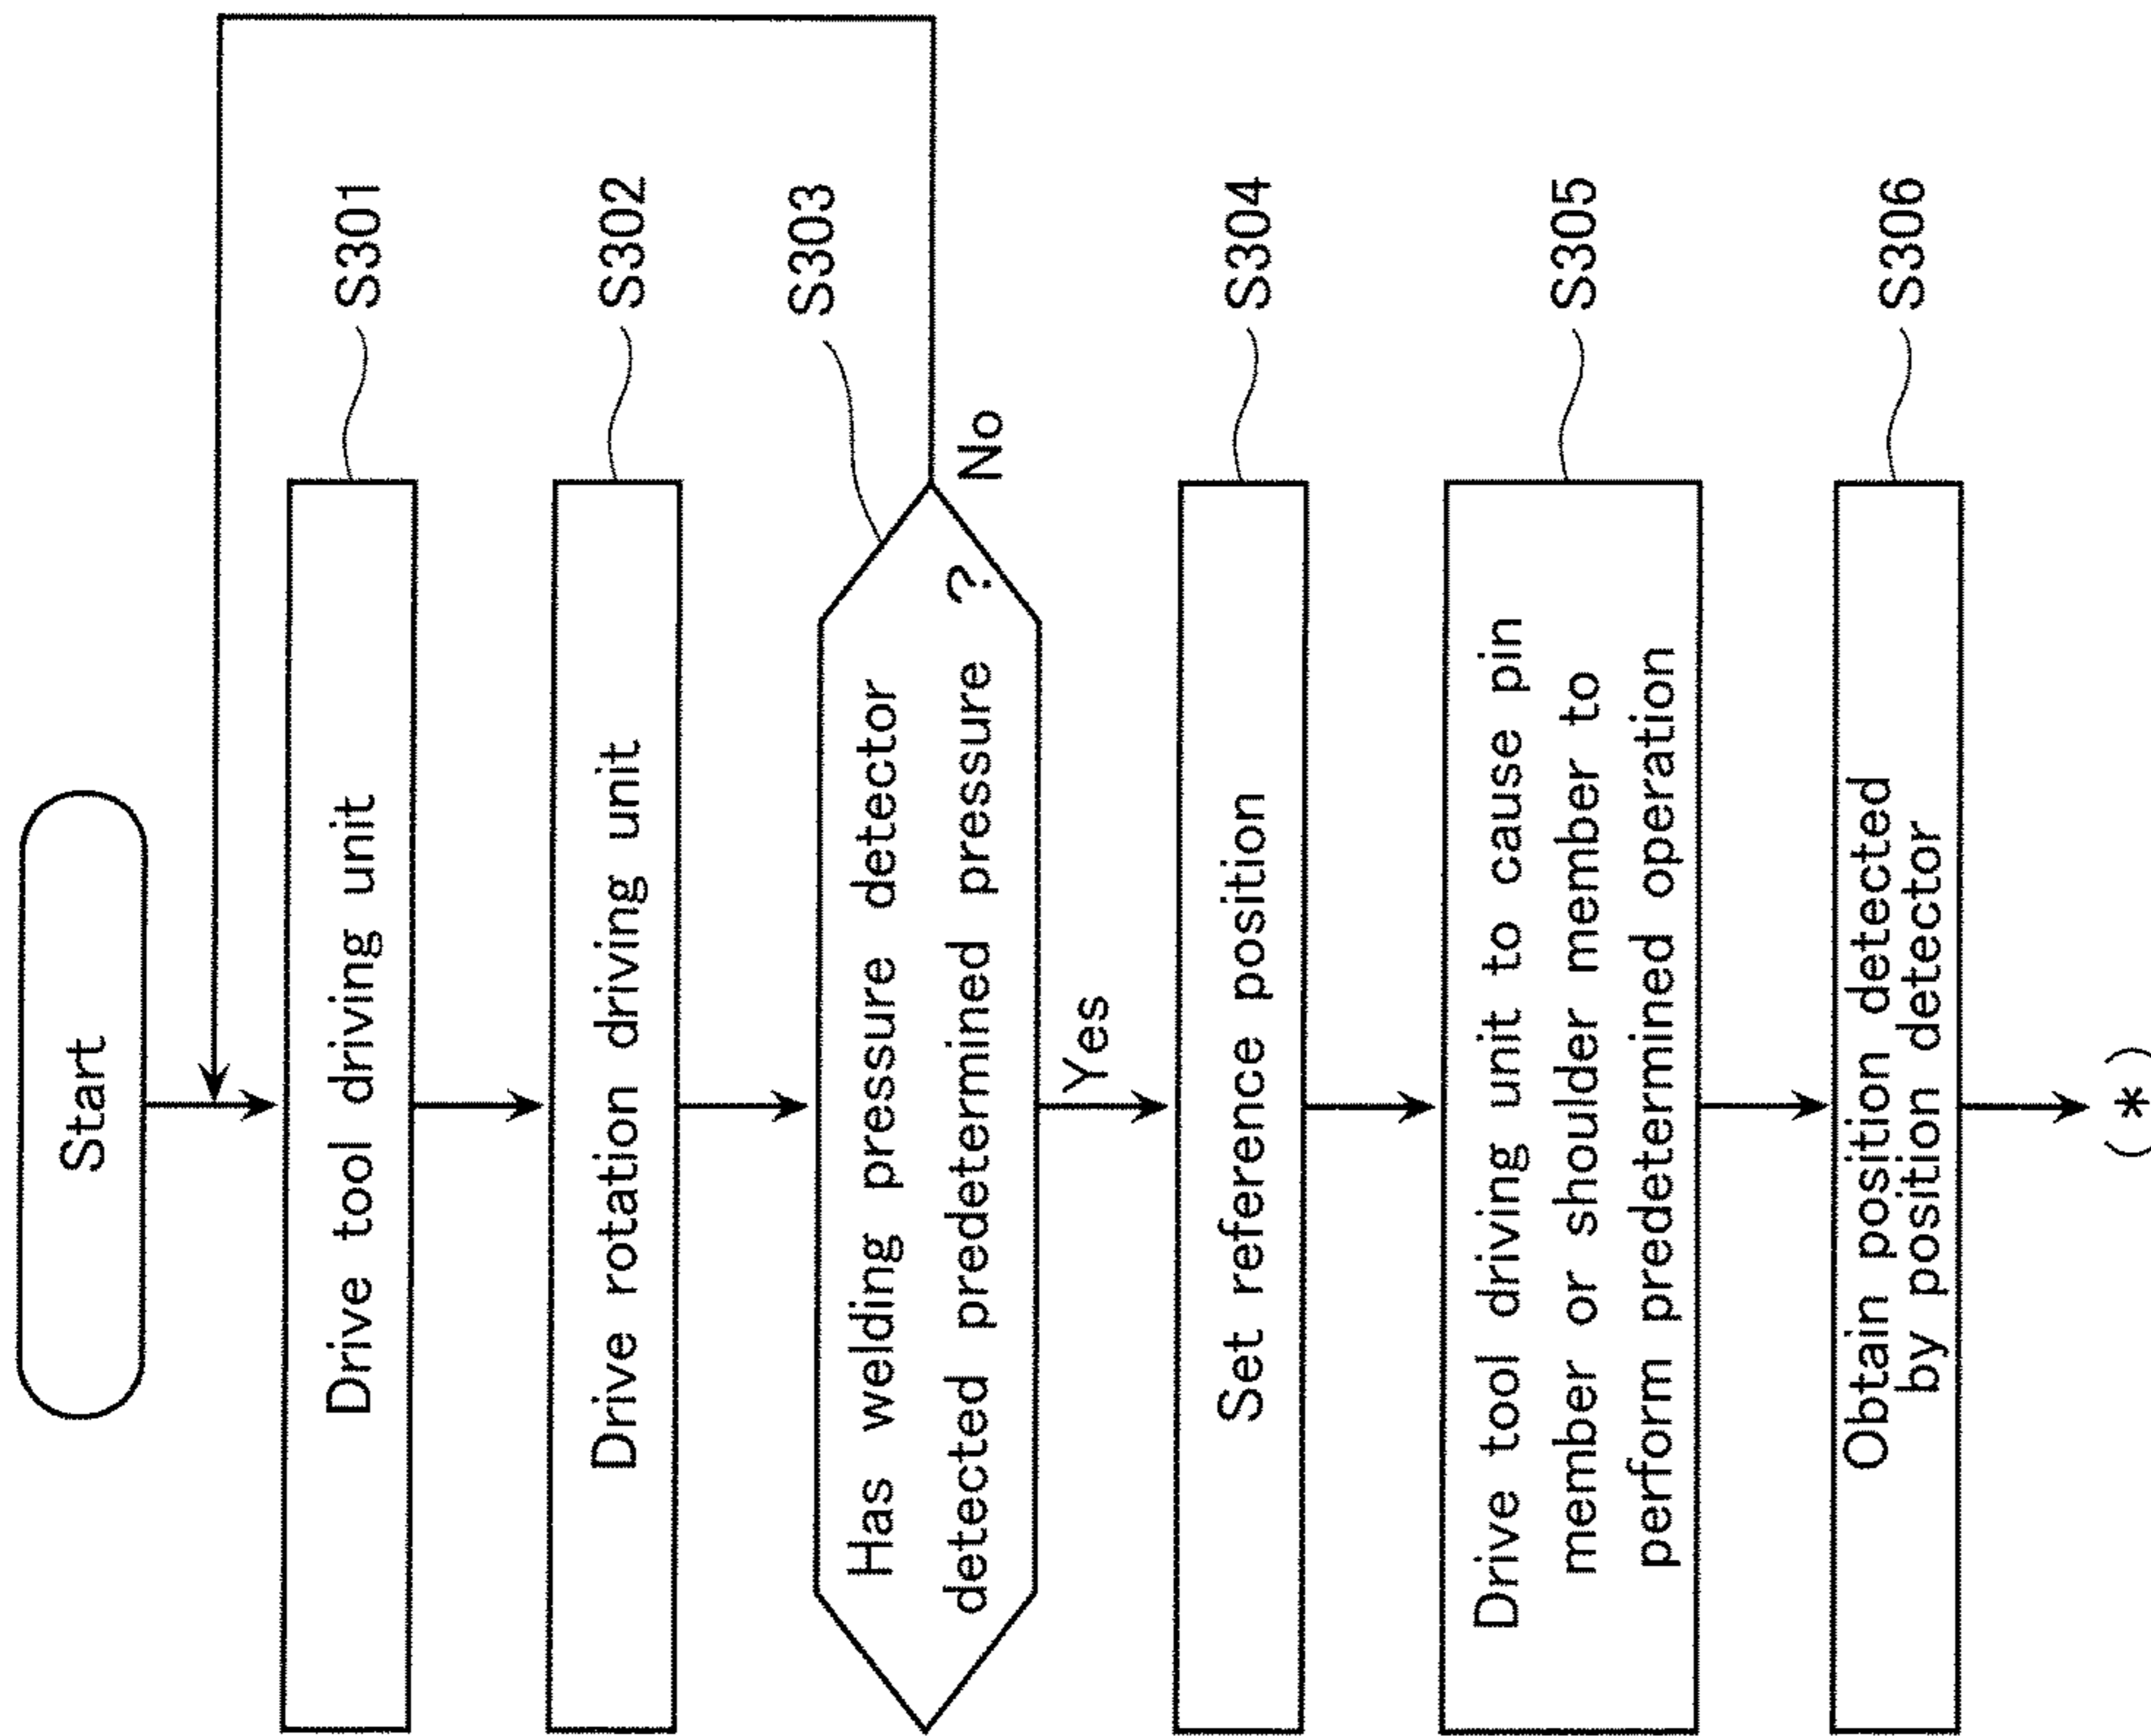 Start
Drive tool driving unit
S301
Drive rotation driving unit
S302
Has welding pressure detector
detected predetermined pressure ?
S303
No
Yes
Set reference position
S304
Drive tool driving unit to cause pin
member or shoulder member to
perform predetermined operation
S305
Obtain position detected
by position detector
S306
(*)